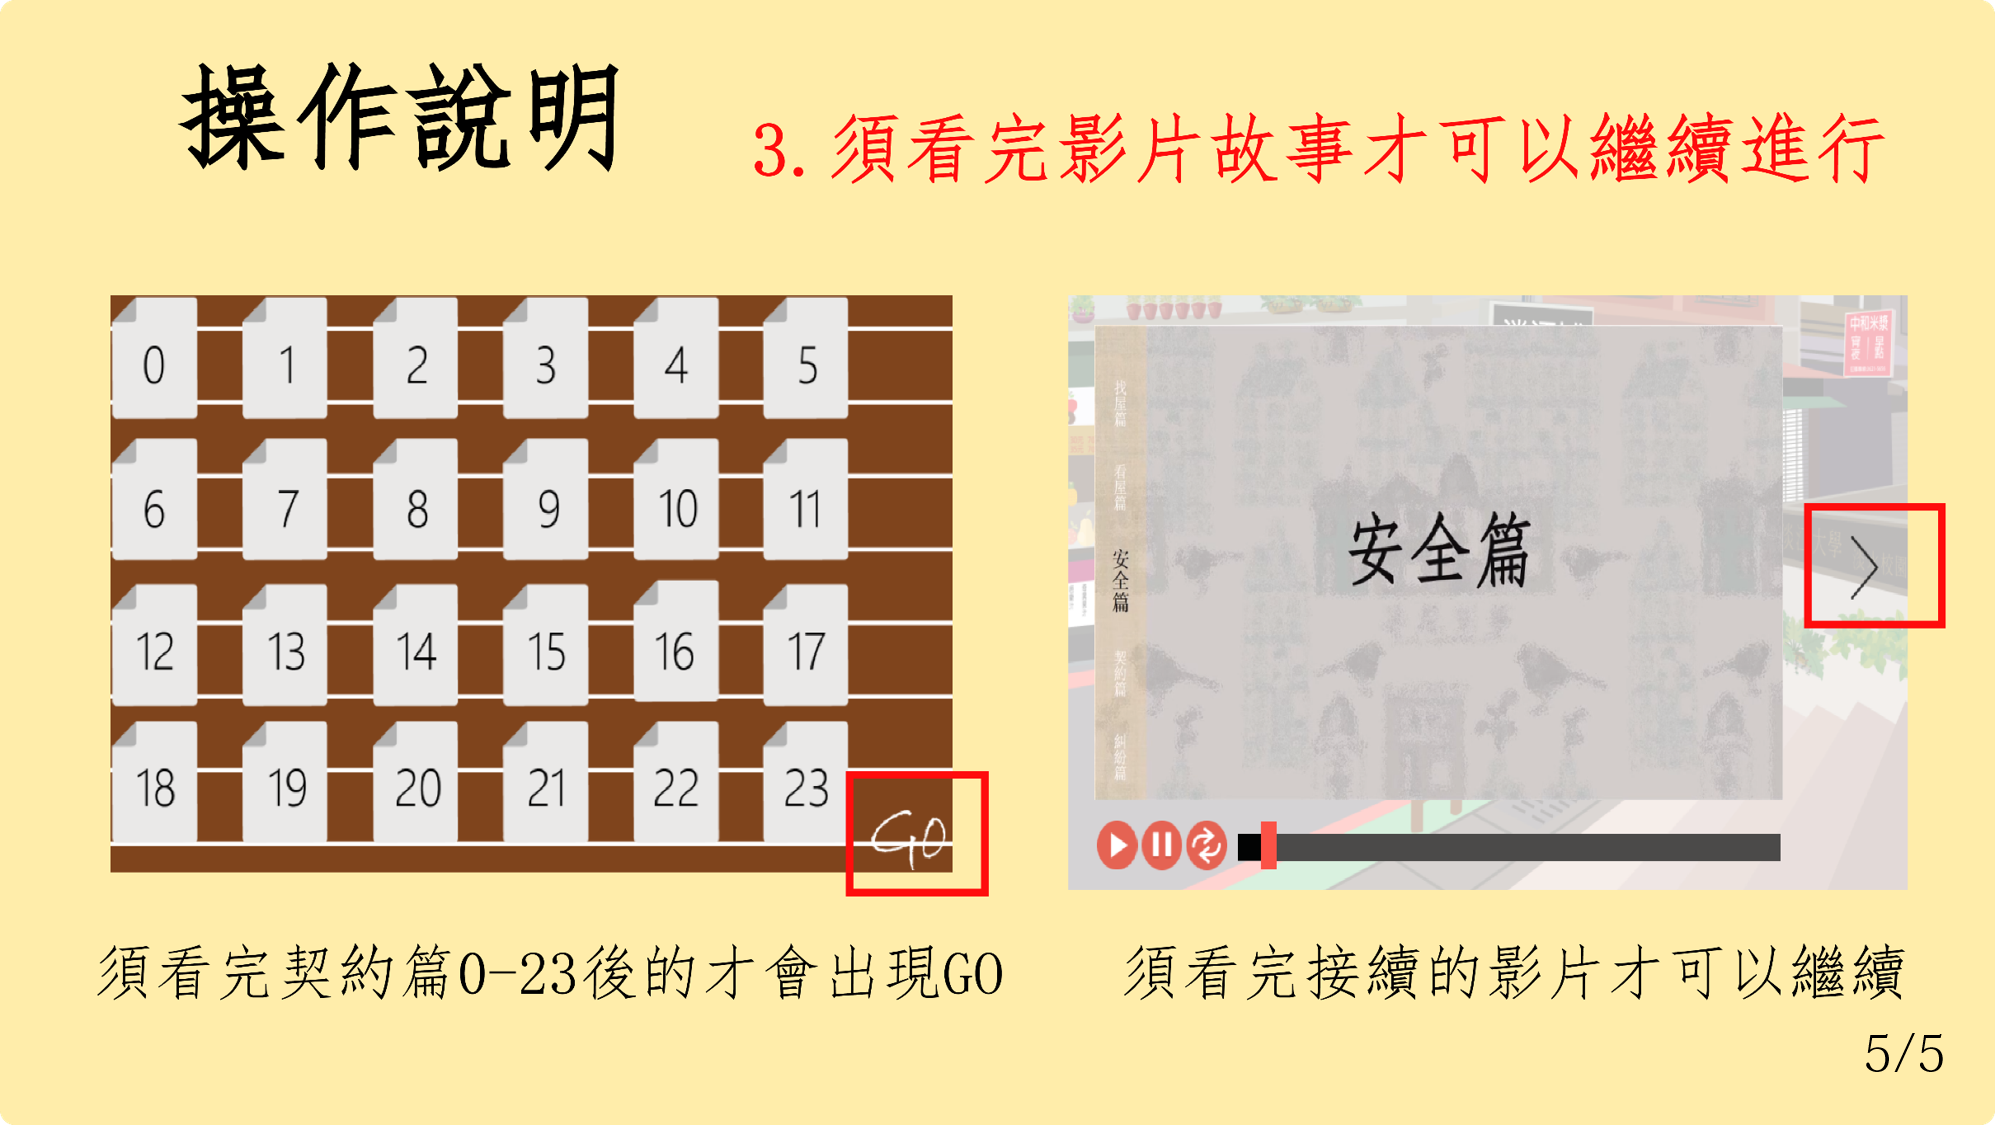 操作說明
3.須看完影片故事才可以繼續進行
0 1 2 3 4 5
6 7 8 9 10 11
12 13 14 15 16 17
18 19 20 21 22 23
GO
中和米漿
找屋篇
看屋篇
安全篇
契約篇
糾紛篇
安全篇
須看完契約篇0-23後的才會出現GO
須看完接續的影片才可以繼續
5/5